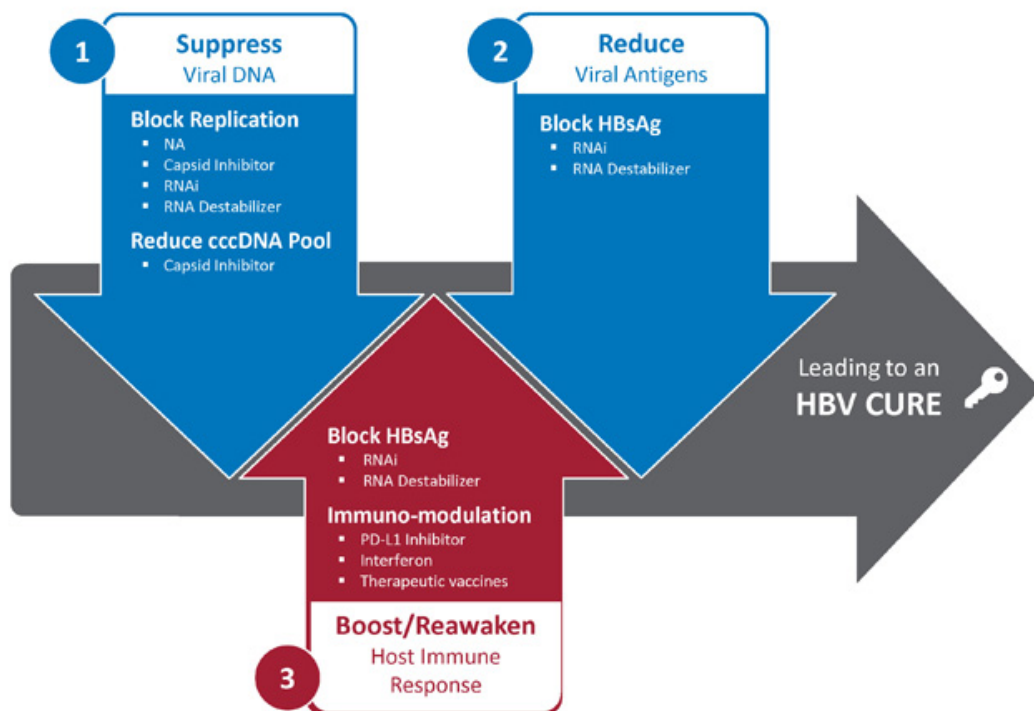 1
Suppress
Viral DNA
Block Replication
▪ NA
▪ Capsid Inhibitor
▪ RNAi
▪ RNA Destabilizer
Reduce cccDNA Pool
▪ Capsid Inhibitor
2
Reduce
Viral Antigens
Block HBsAg
▪ RNAi
▪ RNA Destabilizer
Block HBsAg
▪ RNAi
▪ RNA Destabilizer
Immuno-modulation
▪ PD-L1 Inhibitor
▪ Interferon
▪ Therapeutic vaccines
3
Boost/Reawaken
Host Immune
Response
Leading to an
HBV CURE